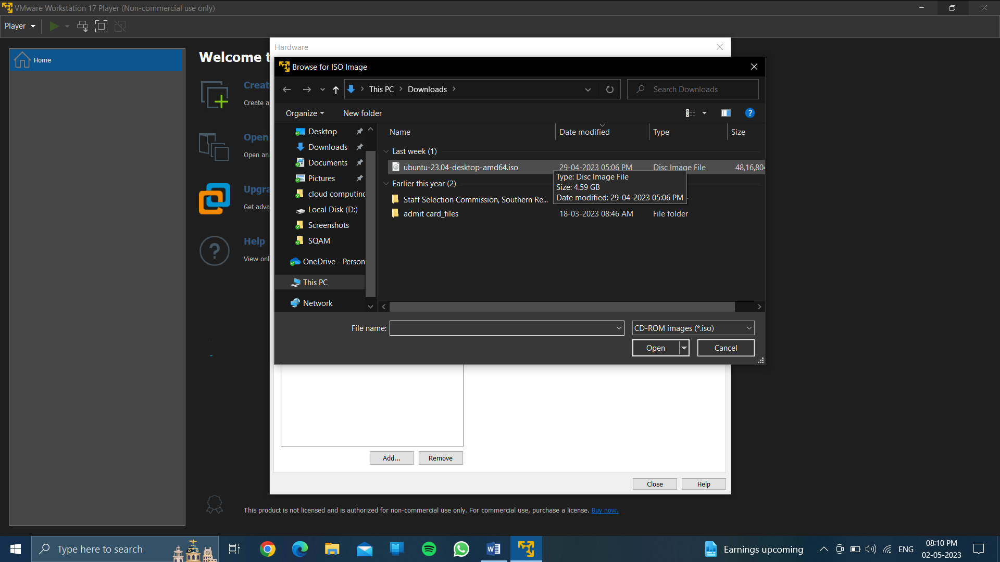 VMware Workstation 17 Player (Non-commercial use only)
Player
Home
Welcome t
Creat
Create a
Open
Open an
Upgra
Get adva
Help
View onl
Hardware
Browse for ISO Image
This PC
Downloads
Search Downloads
Organize
New folder
Desktop
Downloads
Documents
Pictures
cloud computing
Local Disk (D:)
Screenshots
SQAM
OneDrive - Person
This PC
Network
Name Date modified Type Size
Last week (1)
ubuntu-23.04-desktop-amd64.iso 29-04-2023 05:06 PM Disc Image File 48,16,804
Type: Disc Image File
Size: 4.59 GB
Date modified: 29-04-2023 05:06 PM
Earlier this year (2)
Staff Selection Commission, Southern Re...
admit card_files 18-03-2023 08:46 AM File folder
File name:
CD-ROM images (*.iso)
Open
Cancel
Add...
Remove
Close
Help
This product is not licensed and is authorized for non-commercial use only. For commercial use, purchase a license. Buy now.
Type here to search
Earnings upcoming
ENG
08:10 PM
02-05-2023